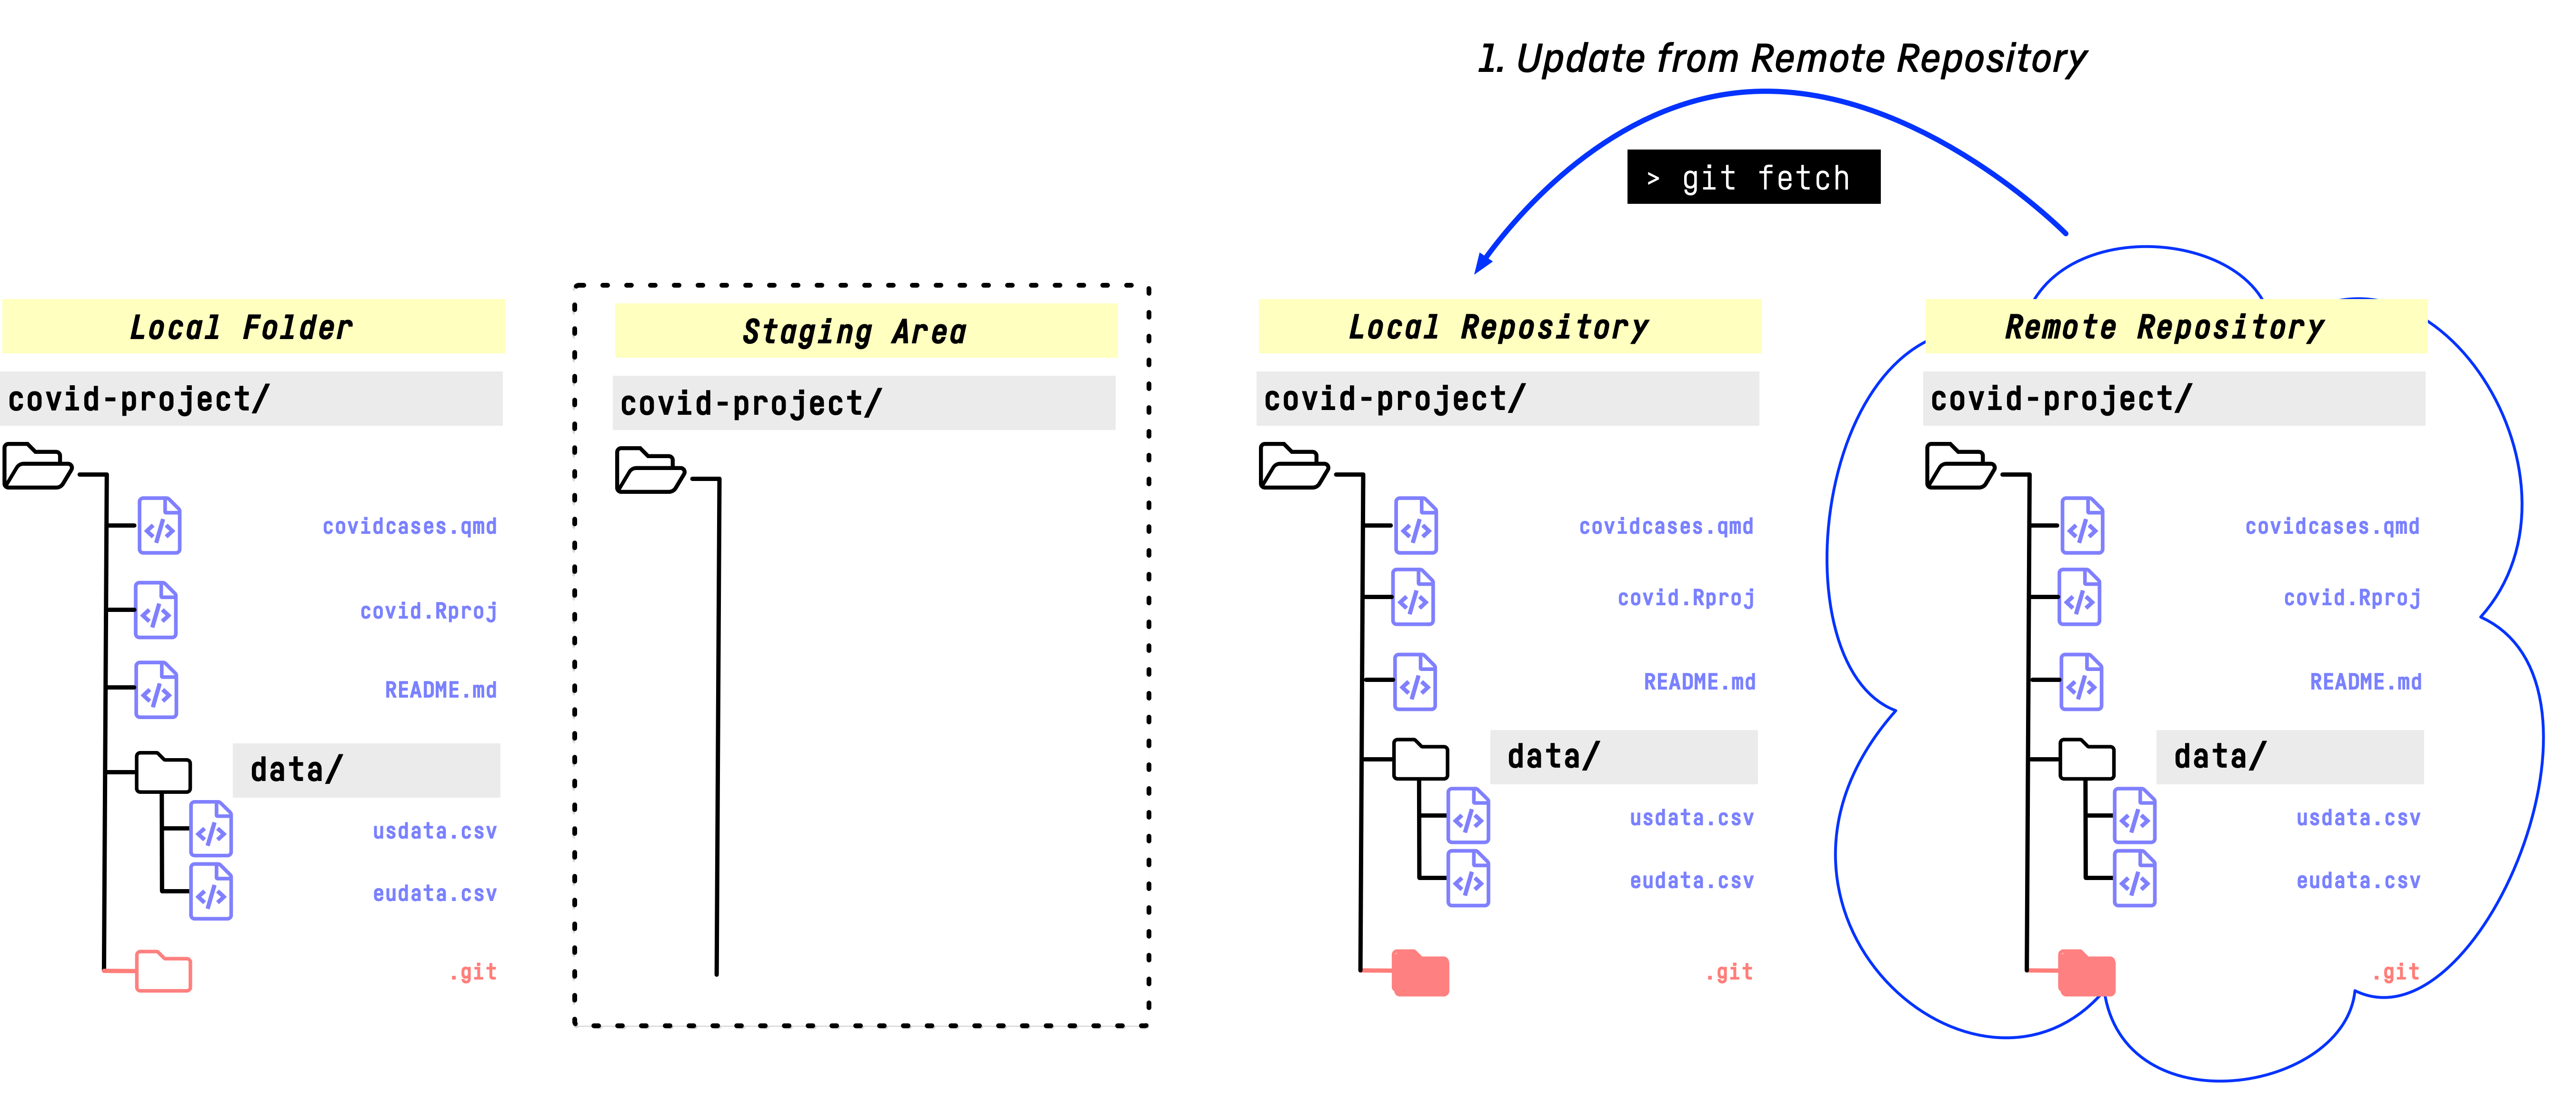 1. Update from Remote Repository
> git fetch
Local Folder
covid-project/
covidcases.qmd
covid.Rproj
README.md
data/
usdata.csv
eudata.csv
.git
Staging Area
covid-project/
Local Repository
covid-project/
covidcases.qmd
covid.Rproj
README.md
data/
usdata.csv
eudata.csv
.git
Remote Repository
covid-project/
covidcases.qmd
covid.Rproj
README.md
data/
usdata.csv
eudata.csv
.git